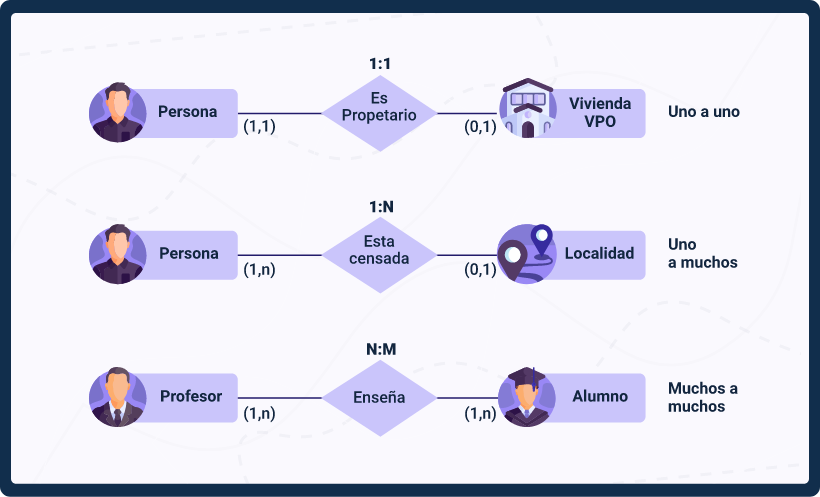 1:1
Persona
Es
Propetario
Vivienda
VPO
Uno a uno
(1,1)
(0,1)
1:N
Persona
Esta
censada
Localidad
Uno
a muchos
(1,n)
(0,1)
N:M
Profesor
Enseña
Alumno
Muchos a
muchos
(1,n)
(1,n)